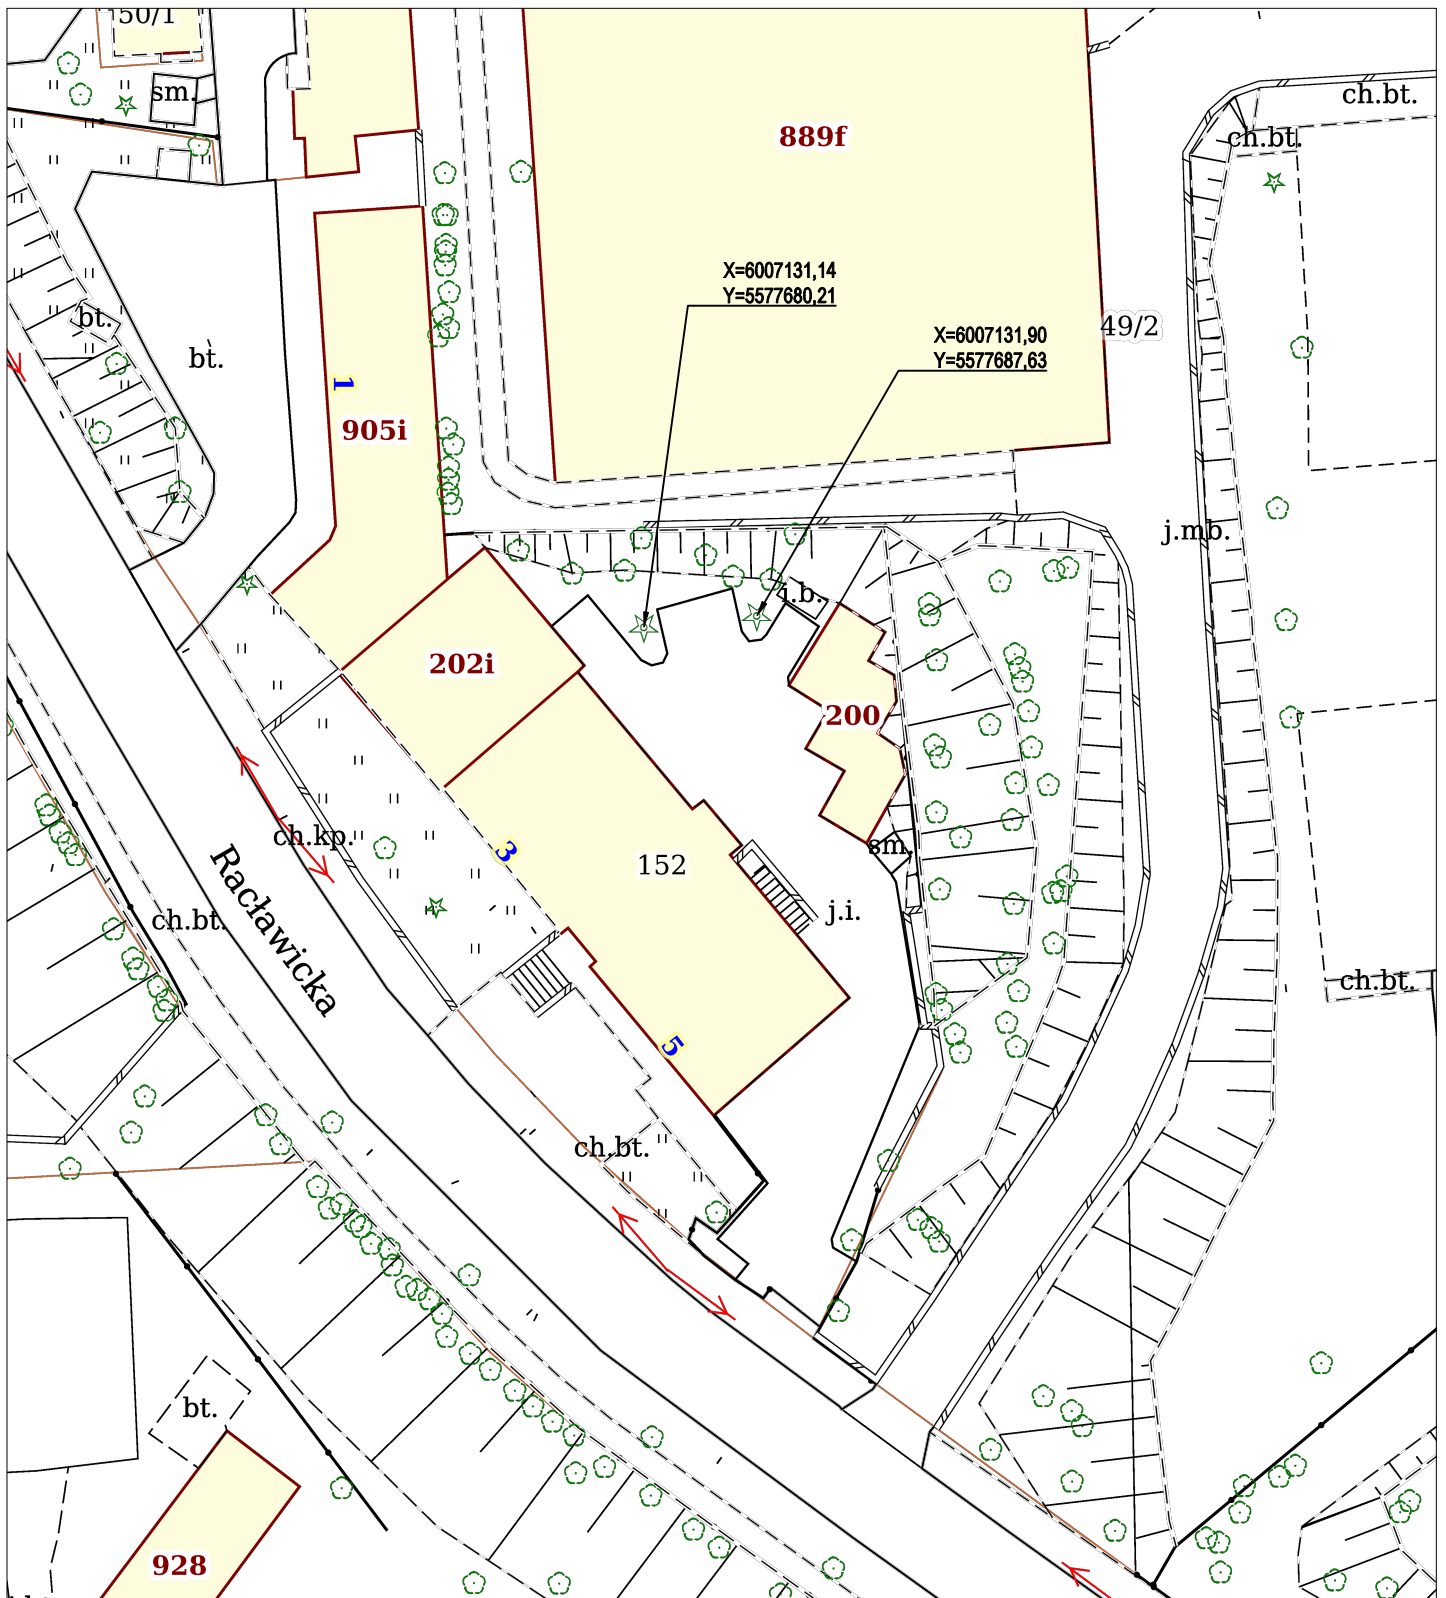 50/1
sm.
889f
ch.bt.
ch.bt.
X=6007131,14
Y=5577680,21
bt.
49/2
X=6007131,90
Y=5577687,63
bt.
1
905i
j.mb.
i.b.
202i
200
ch.kp.
sm.
3
152
Racławicka
j.i.
ch.bt.
ch.bt.
5
ch.bt.
bt.
928